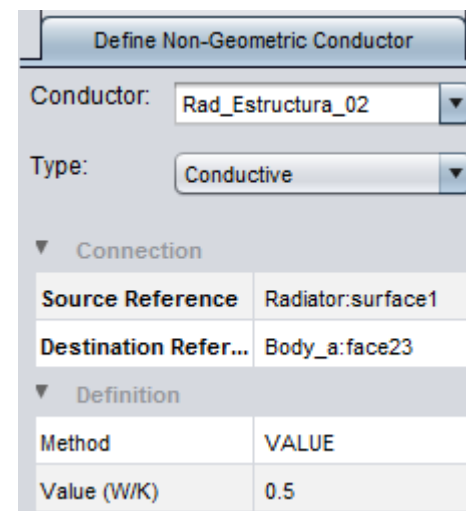 Define Non-Geometric Conductor
Conductor: Rad_Estructura_02
Type: Conductive
Connection
Source Reference Radiator:surface1
Destination Refer... Body_a:face23
Definition
Method VALUE
Value (W/K) 0.5